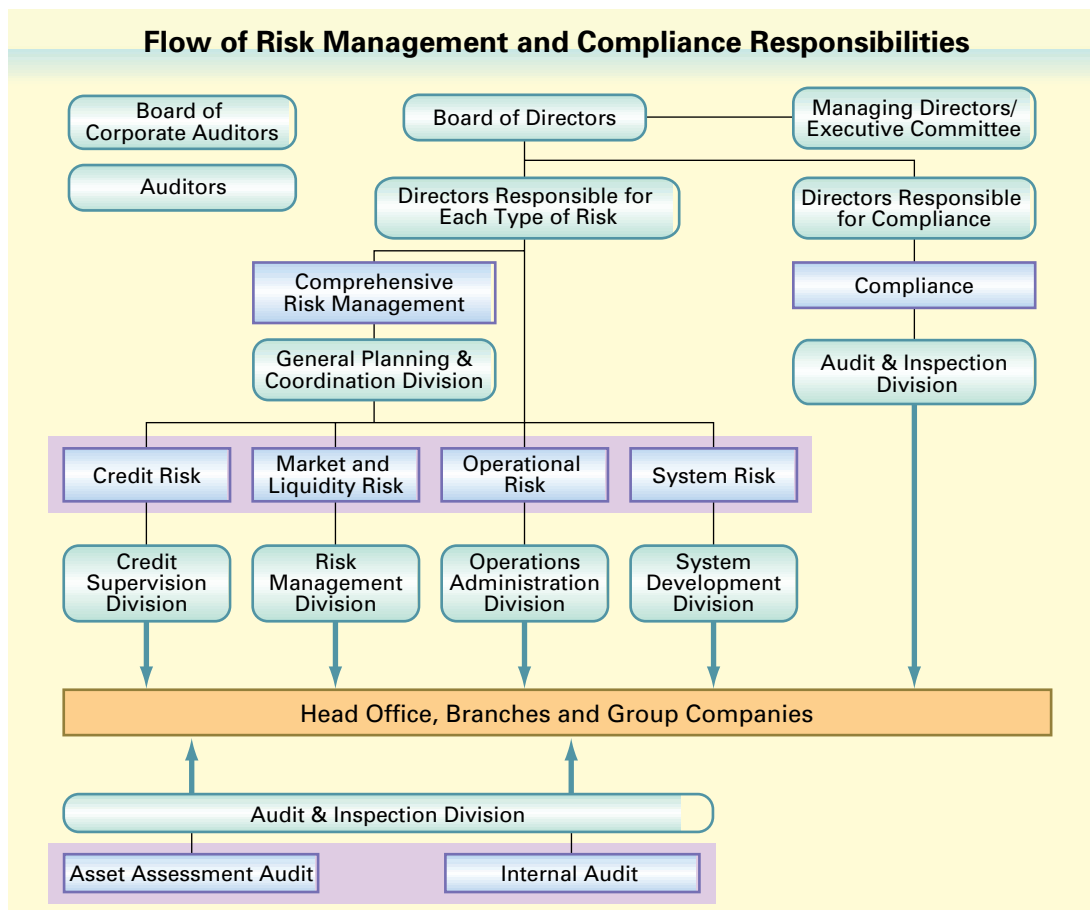 Flow of Risk Management and Compliance Responsibilities
Board of
Corporate Auditors
Board of Directors
Managing Directors/
Executive Committee
Auditors
Directors Responsible for
Each Type of Risk
Directors Responsible
for Compliance
Comprehensive
Risk Management
Compliance
General Planning &
Coordination Division
Audit & Inspection
Division
Credit Risk
Market and
Liquidity Risk
Operational
Risk
System Risk
Credit
Supervision
Division
Risk
Management
Division
Operations
Administration
Division
System
Development
Division
Head Office, Branches and Group Companies
Audit & Inspection Division
Asset Assessment Audit
Internal Audit